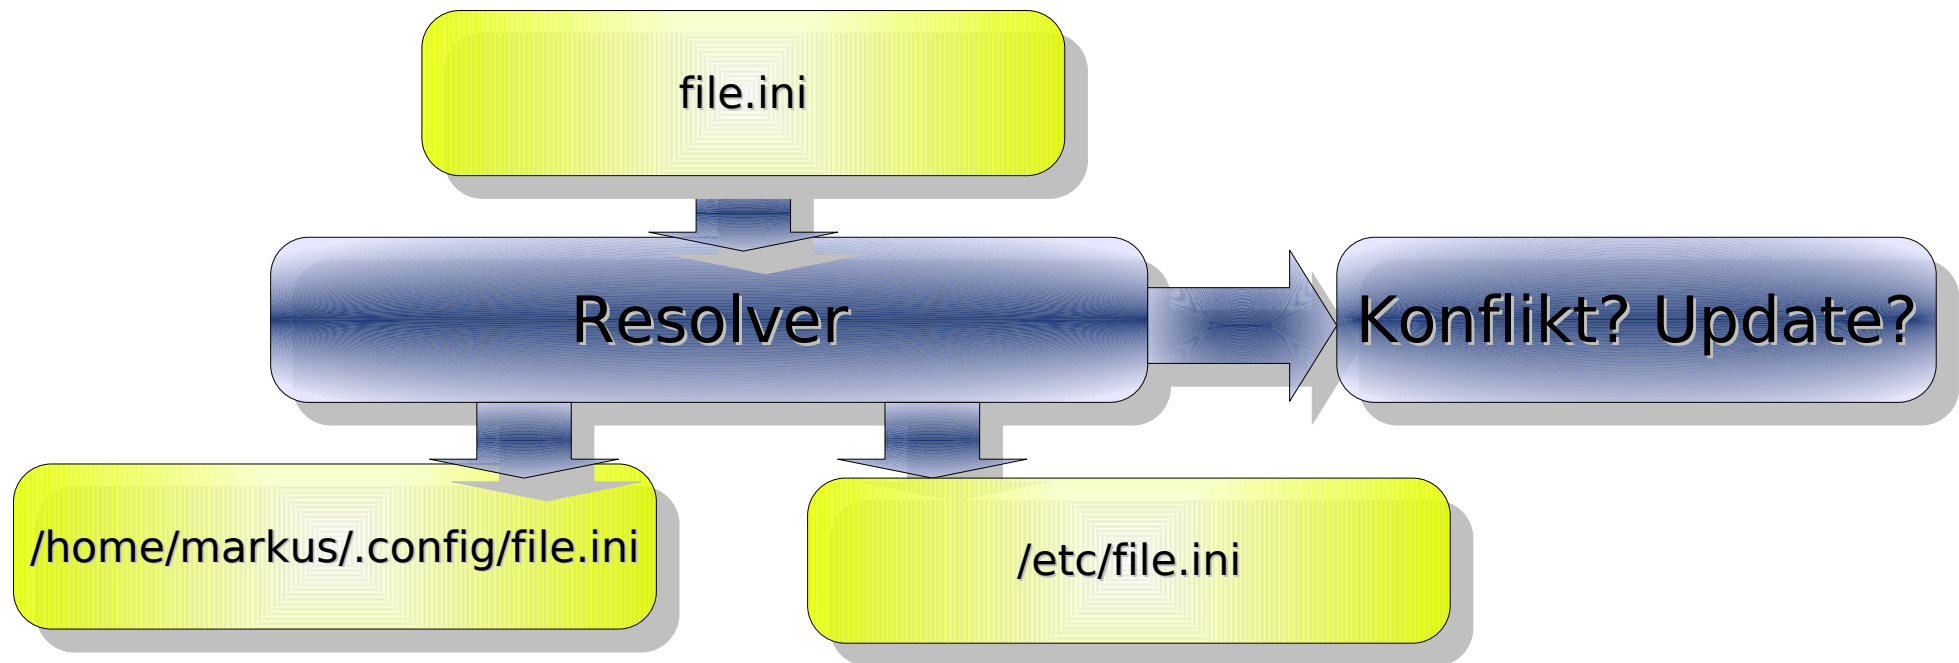 file.ini
Resolver
Konflikt? Update?
/home/markus/.config/file.ini
/etc/file.ini